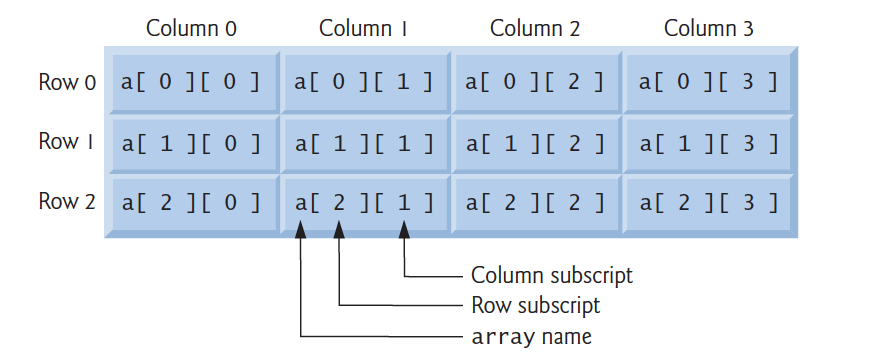 Column 0 Column 1 Column 2 Column 3
Row 0 a[ 0 ][ 0 ] a[ 0 ][ 1 ] a[ 0 ][ 2 ] a[ 0 ][ 3 ]
Row 1 a[ 1 ][ 0 ] a[ 1 ][ 1 ] a[ 1 ][ 2 ] a[ 1 ][ 3 ]
Row 2 a[ 2 ][ 0 ] a[ 2 ][ 1 ] a[ 2 ][ 2 ] a[ 2 ][ 3 ]
Column subscript
Row subscript
array name